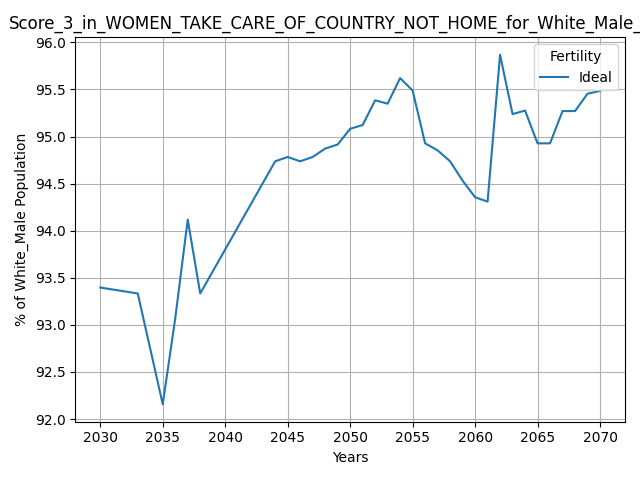 Score_3_in_WOMEN_TAKE_CARE_OF_COUNTRY_NOT_HOME_for_White_Male_
Fertility
Ideal
% of White_Male Population
96.0
95.5
95.0
94.5
94.0
93.5
93.0
92.5
92.0
2030 2035 2040 2045 2050 2055 2060 2065 2070
Years